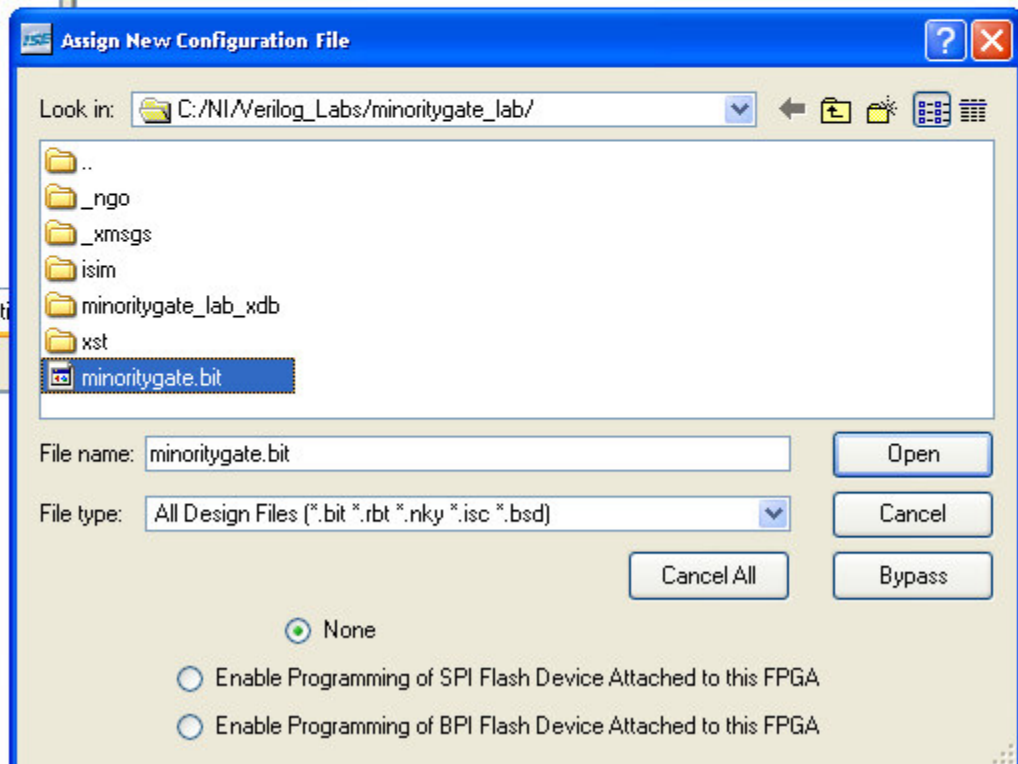 ISE Assign New Configuration File
Look in: C:/NI/Verilog_Labs/minoritygate_lab/
..
_ngo
_xmsgs
isim
minoritygate_lab_xdb
xst
minoritygate.bit
File name: minoritygate.bit Open
File type: All Design Files (*.bit *.rbt *.nky *.isc *.bsd) Cancel
Cancel All Bypass
None
Enable Programming of SPI Flash Device Attached to this FPGA
Enable Programming of BPI Flash Device Attached to this FPGA